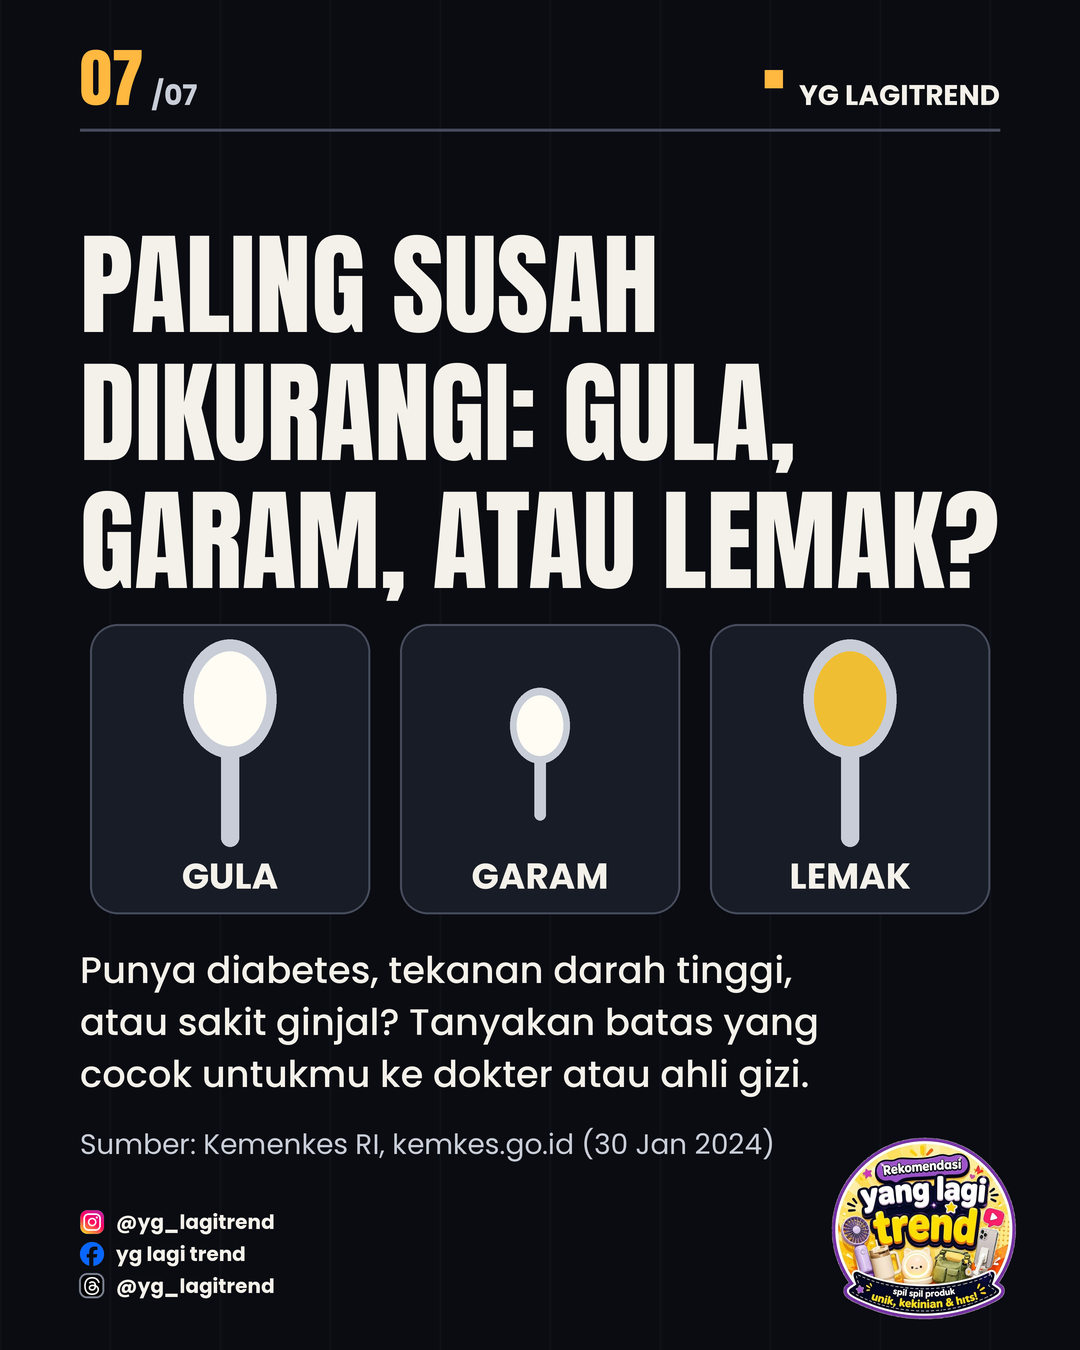 07 /07
YG LAGITREND
PALING SUSAH
DIKURANGI: GULA,
GARAM, ATAU LEMAK?
GULA
GARAM
LEMAK
Punya diabetes, tekanan darah tinggi,
atau sakit ginjal? Tanyakan batas yang
cocok untukmu ke dokter atau ahli gizi.
Sumber: Kemenkes RI, kemkes.go.id (30 Jan 2024)
@yg_lagitrend
yg lagi trend
@yg_lagitrend
Rekomendasi
yang lagi
trend
spil spil produk
unik, kekinian & hits!